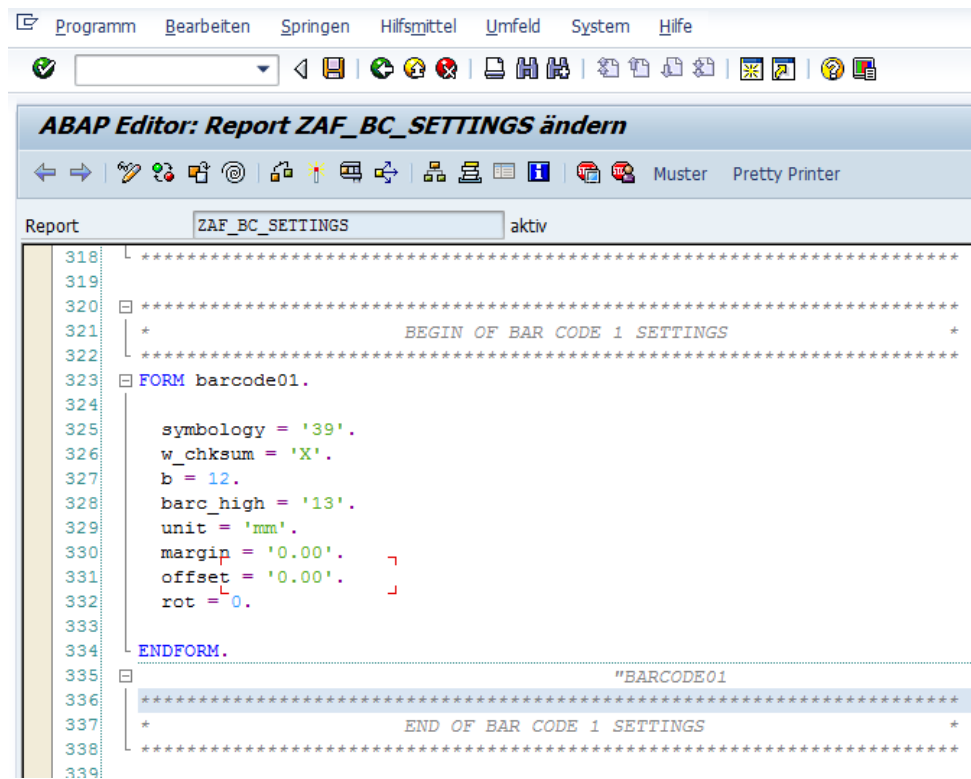 Programm Bearbeiten Springen Hilfsmittel Umfeld System Hilfe
ABAP Editor: Report ZAF_BC_SETTINGS ändern
Muster Pretty Printer
Report ZAF_BC_SETTINGS aktiv
318 ***********************************************************************
319
320 ***********************************************************************
321 * BEGIN OF BAR CODE 1 SETTINGS *
322 ***********************************************************************
323 FORM barcode01.
324
325 symbology = '39'.
326 w_chksum = 'X'.
327 b = 12.
328 barc_high = '13'.
329 unit = 'mm'.
330 margin = '0.00'.
331 offset = '0.00'.
332 rot = 0.
333
334 ENDFORM.
335 "BARCODE01
336 ***********************************************************************
337 * END OF BAR CODE 1 SETTINGS *
338 ***********************************************************************
339